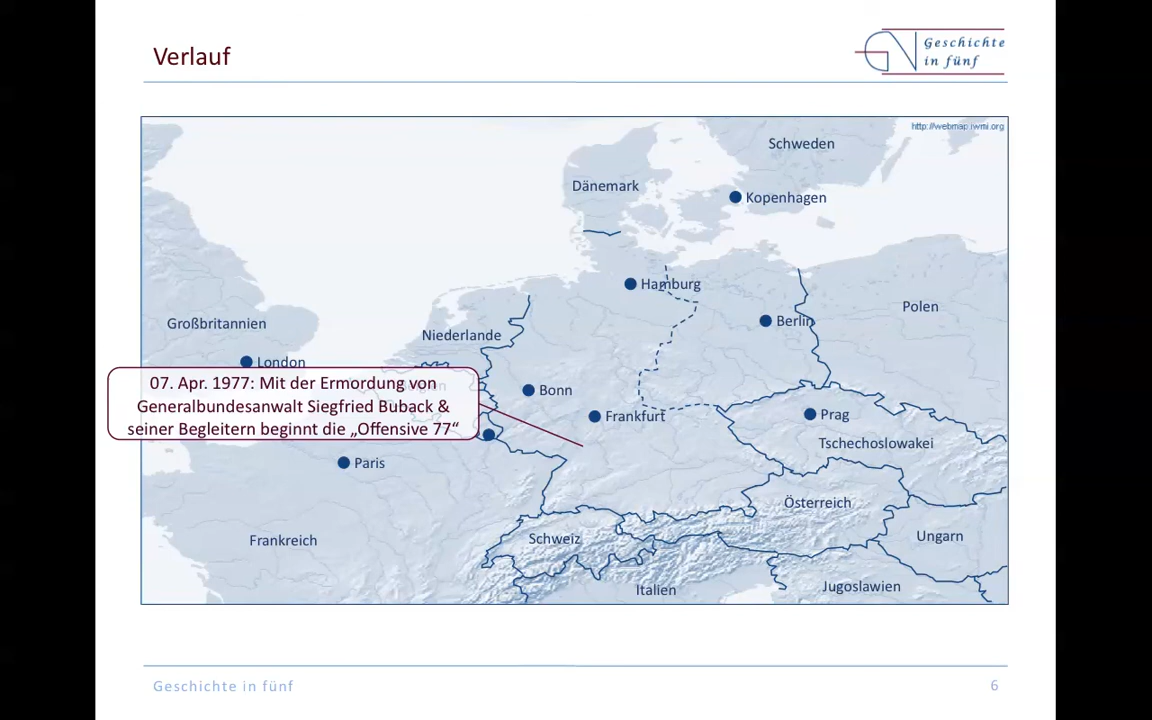 Verlauf
Geschichte
in fünf
http://webmap.iwmi.org
Schweden
Dänemark
Kopenhagen
Hamburg
Polen
Berlin
Großbritannien
Niederlande
London
07. Apr. 1977: Mit der Ermordung von
Generalbundesanwalt Siegfried Buback &
seiner Begleitern beginnt die „Offensive 77“
Bonn
Frankfurt
Prag
Tschechoslowakei
Paris
Österreich
Frankreich
Schweiz
Ungarn
Italien
Jugoslawien
Geschichte in fünf
6